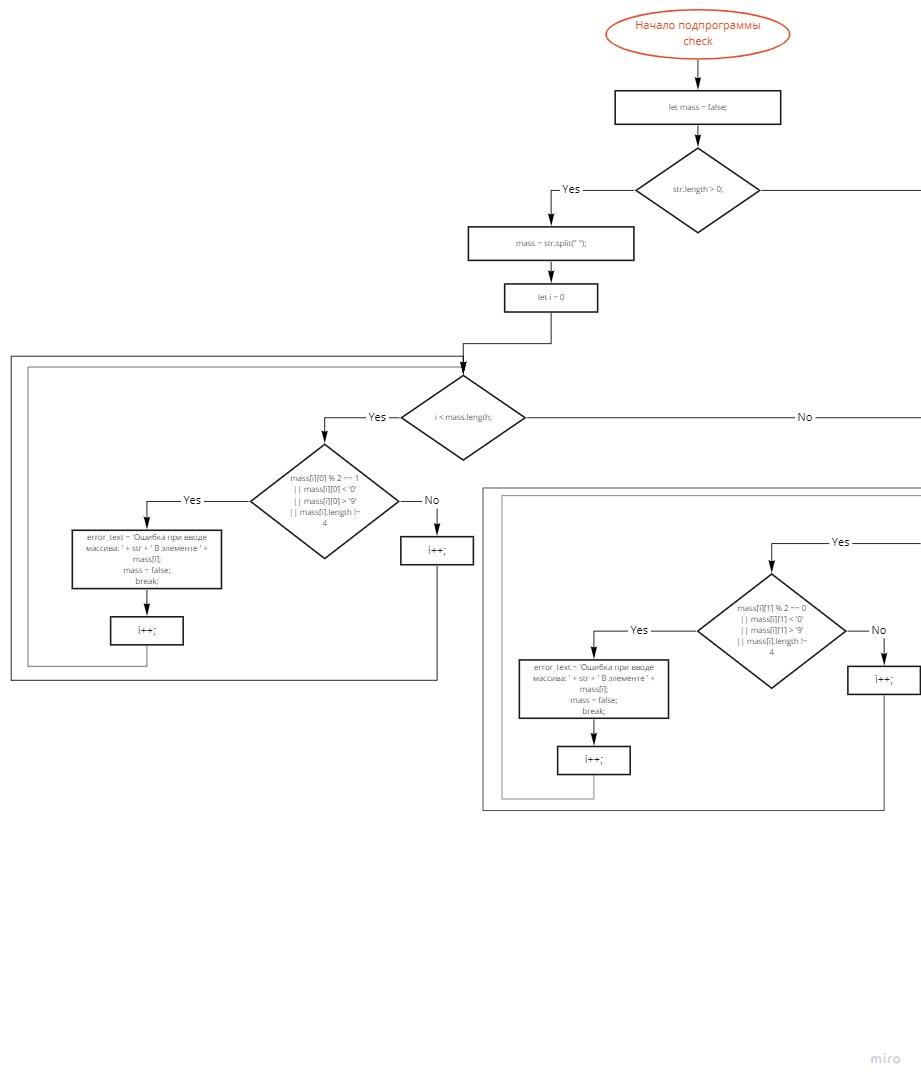 Начало подпрограммы
check
let mass = false;
str.length > 0;
Yes
mass = str.split(" ");
let i = 0
i < mass.length;
Yes
No
mass[i][0] % 2 == 1
|| mass[i][0] < '0'
|| mass[i][0] > '9'
|| mass[i].length !=
4
Yes
No
error_text = 'Ошибка при вводе
массива: ' + str + ' В элементе ' +
mass[i];
mass = false;
break;
i++;
i++;
Yes
mass[i][1] % 2 == 0
|| mass[i][1] < '0'
|| mass[i][1] > '9'
|| mass[i].length !=
4
Yes
No
error_text = 'Ошибка при вводе
массива: ' + str + ' В элементе ' +
mass[i];
mass = false;
break;
i++;
i++;
miro